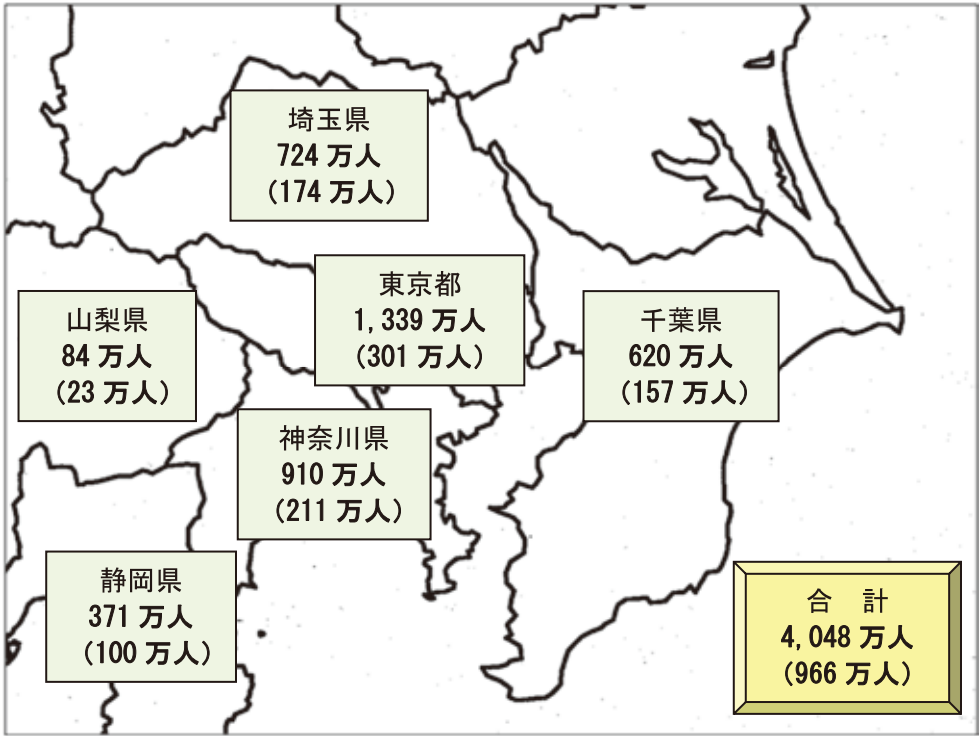 埼玉県
724 万人
(174 万人)
東京都
1,339 万人
(301 万人)
山梨県
84 万人
(23 万人)
千葉県
620 万人
(157 万人)
神奈川県
910 万人
(211 万人)
静岡県
371 万人
(100 万人)
合　計
4,048 万人
(966 万人)